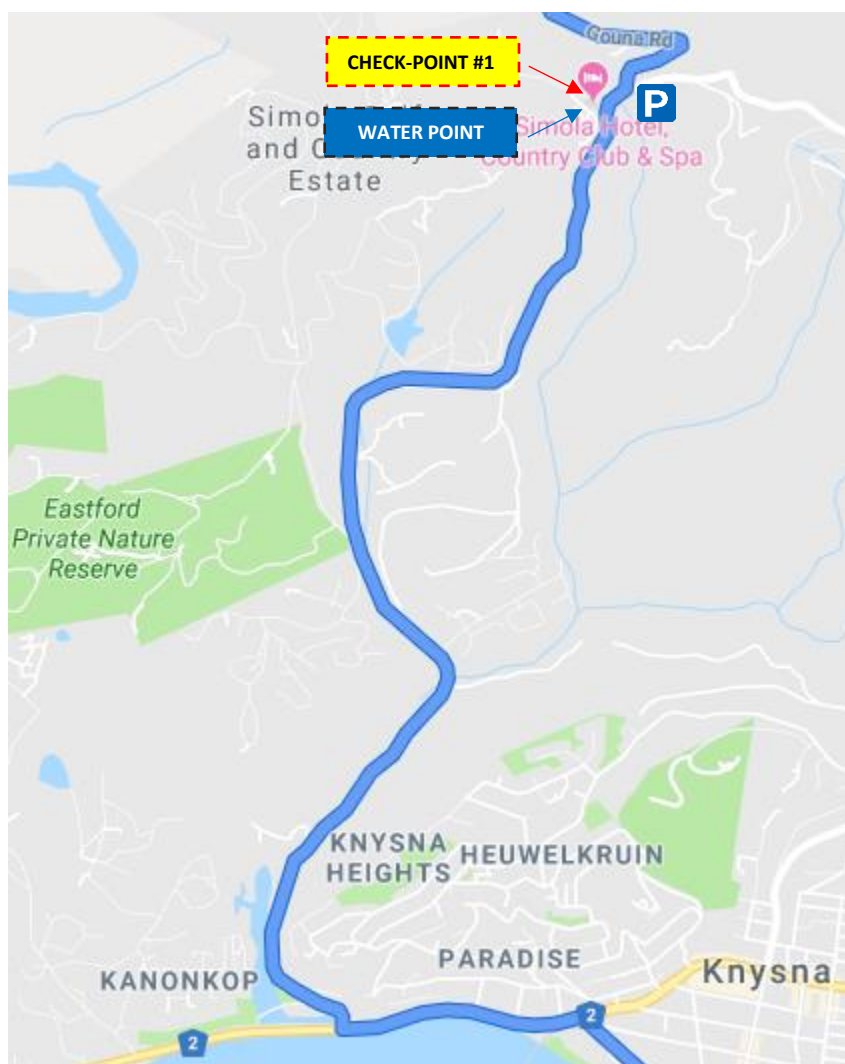 Gouna Rd
CHECK-POINT #1
P
WATER POINT
Simola Hotel,
Country Club & Spa
and
Estate
Eastford
Private Nature
Reserve
KNYSNA
HEIGHTS
HEUWELKRUIN
PARADISE
KANONKOP
Knysna
2
2